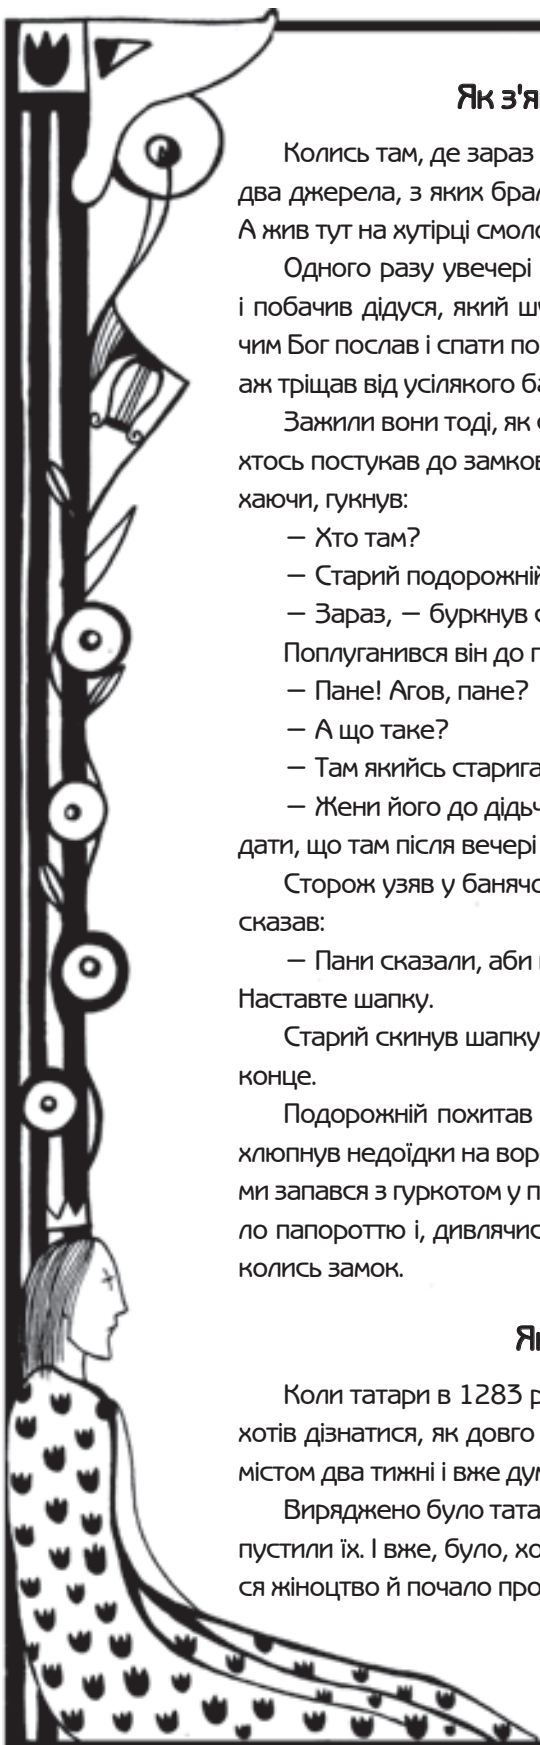 Як з'я
Колись там, де зараз
два джерела, з яких брал
А жив тут на хутірці смоло
Одного разу увечері
і побачив дідуся, який шу
чим Бог послав і спати по
аж тріщав від усілякого ба
Зажили вони тоді, як
хтось постукав до замков
хаючи, гукнув:
— Хто там?
— Старий подорожній
— Зараз, — буркнув
Поплуганився він до п
— Пане! Агов, пане?
— А що таке?
— Там якийсь старига
— Жени його до дідьч
дати, що там після вечері
Сторож узяв у банячо
сказав:
— Пани сказали, аби
Наставте шапку.
Старий скинув шапку
конце.
Подорожній похитав
хлюпнув недоїдки на вор
ми запався з гуркотом у п
ло папороттю і, дивлячис
колись замок.
Як
Коли татари в 1283 р
хотів дізнатися, як довго
містом два тижні і вже дум
Виряджено було тата
пустили їх. І вже, було, хо
ся жіноцтво й почало про